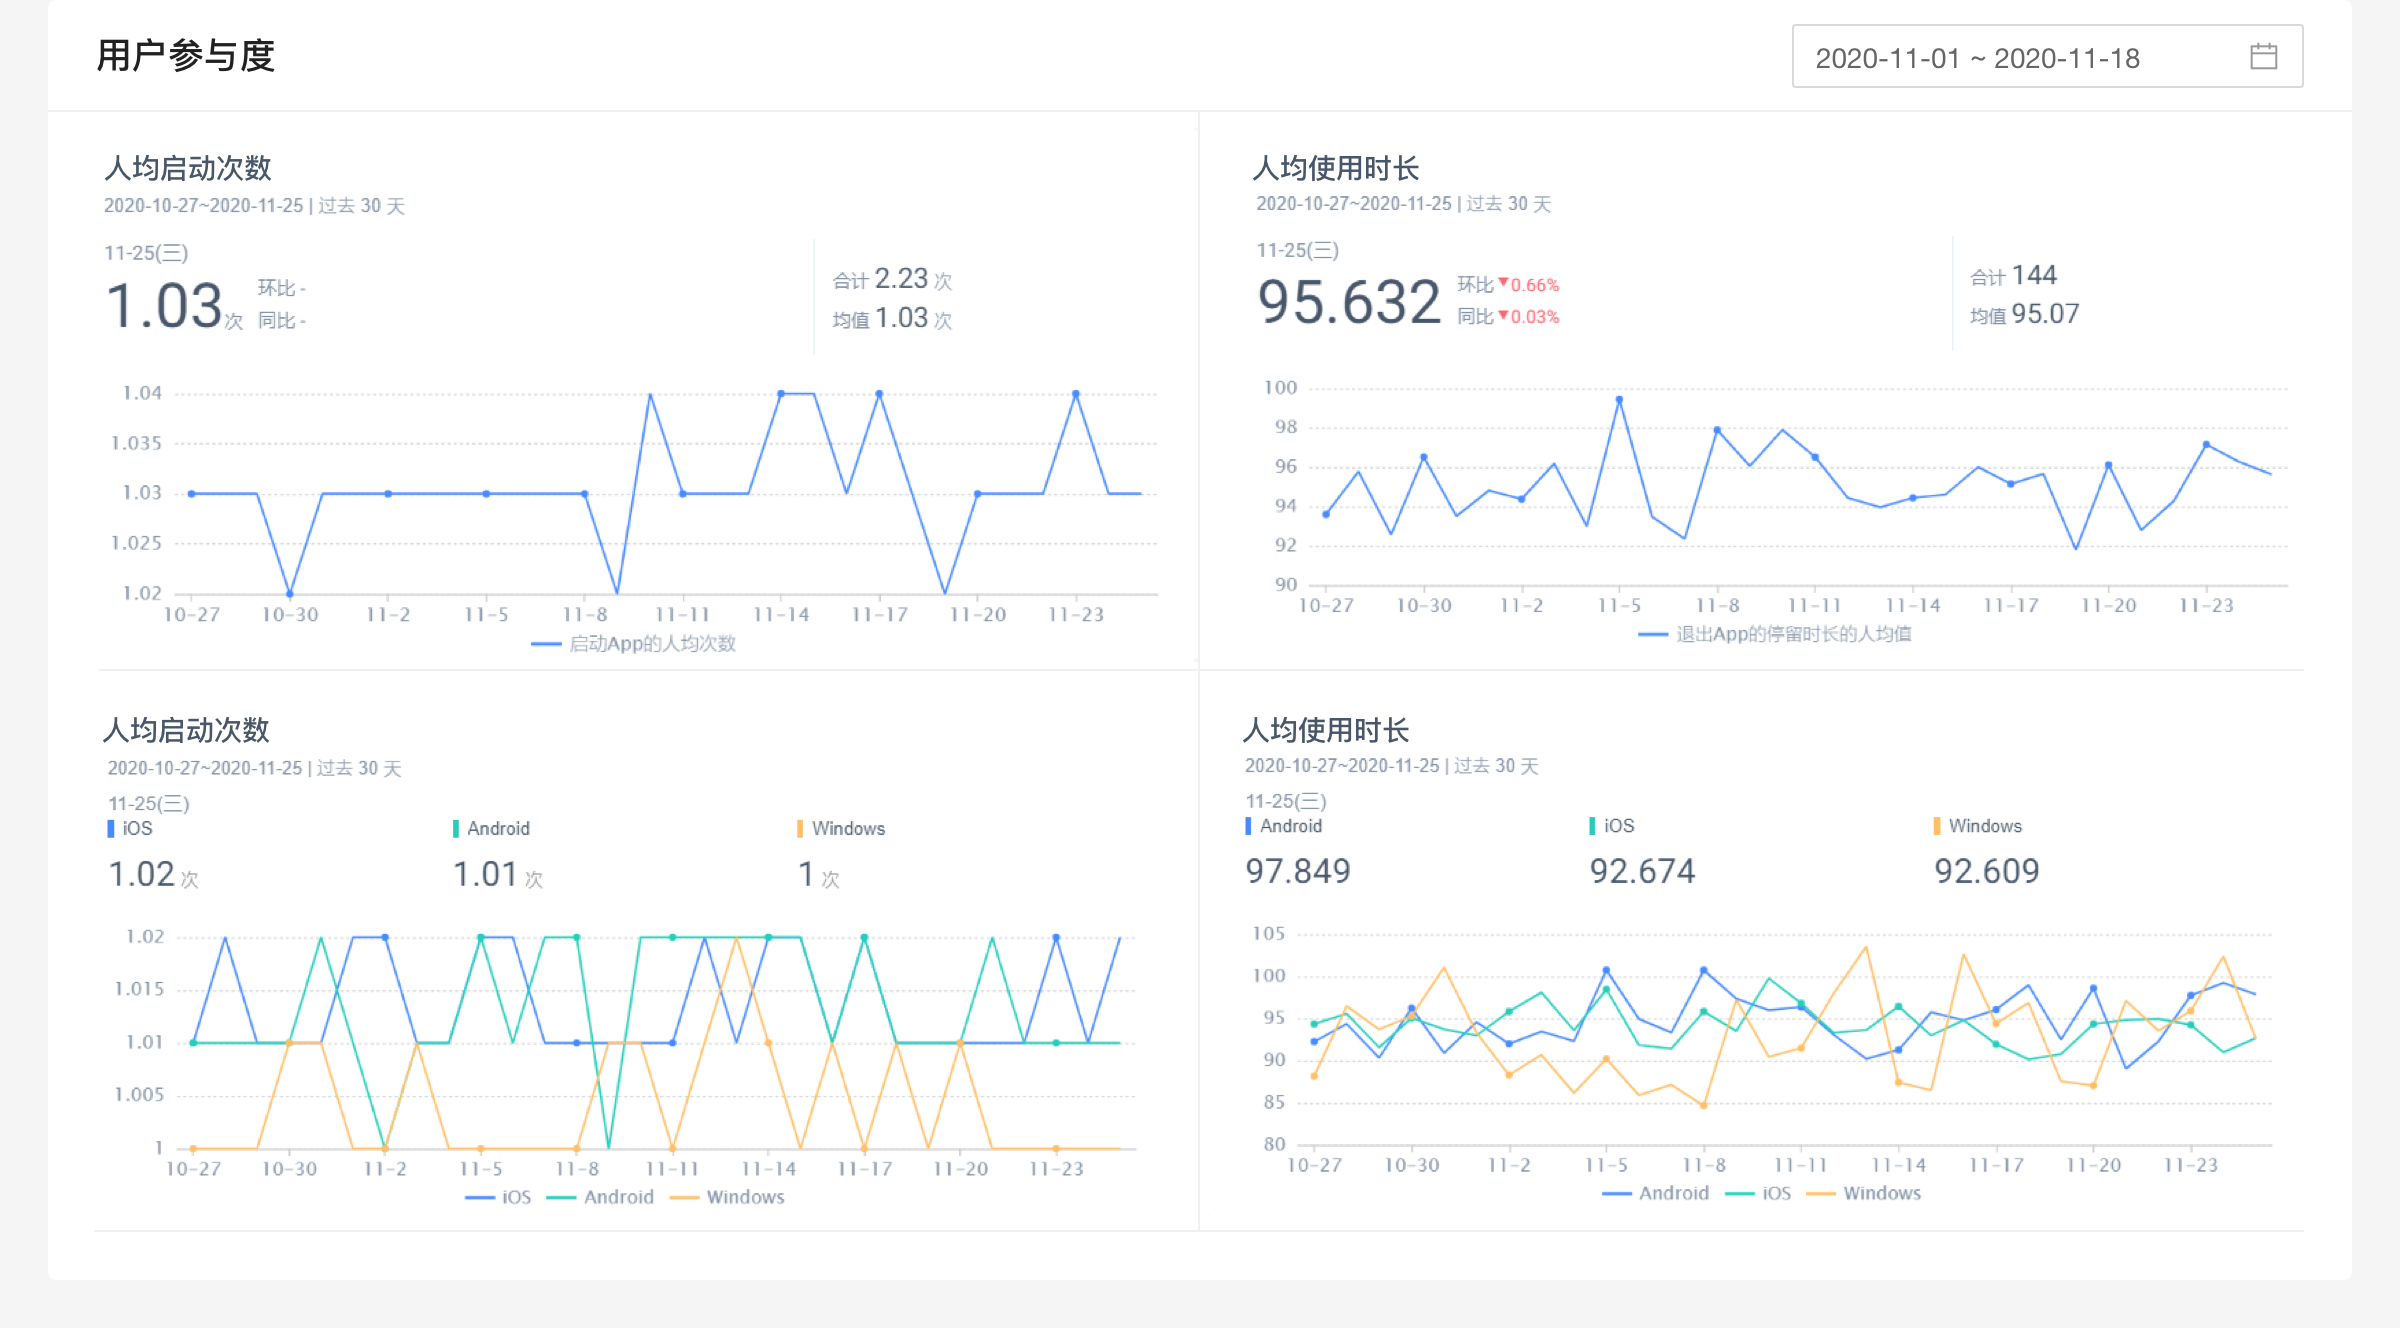 用户参与度
2020-11-01 ~ 2020-11-18
人均启动次数
2020-10-27~2020-11-25 | 过去 30 天
11-25(三)
1.03次
环比 -
同比 -
合计 2.23 次
均值 1.03 次
1.04
1.035
1.03
1.025
1.02
10-27 10-30 11-2 11-5 11-8 11-11 11-14 11-17 11-20 11-23
启动App的人均次数
人均使用时长
2020-10-27~2020-11-25 | 过去 30 天
11-25(三)
95.632
环比▼0.66%
同比▼0.03%
合计 144
均值 95.07
100
98
96
94
92
90
10-27 10-30 11-2 11-5 11-8 11-11 11-14 11-17 11-20 11-23
退出App的停留时长的人均值
人均启动次数
2020-10-27~2020-11-25 | 过去 30 天
11-25(三)
iOS Android Windows
1.02 次 1.01 次 1 次
1.02
1.015
1.01
1.005
1
10-27 10-30 11-2 11-5 11-8 11-11 11-14 11-17 11-20 11-23
iOS Android Windows
人均使用时长
2020-10-27~2020-11-25 | 过去 30 天
11-25(三)
Android iOS Windows
97.849 92.674 92.609
105
100
95
90
85
80
10-27 10-30 11-2 11-5 11-8 11-11 11-14 11-17 11-20 11-23
Android iOS Windows